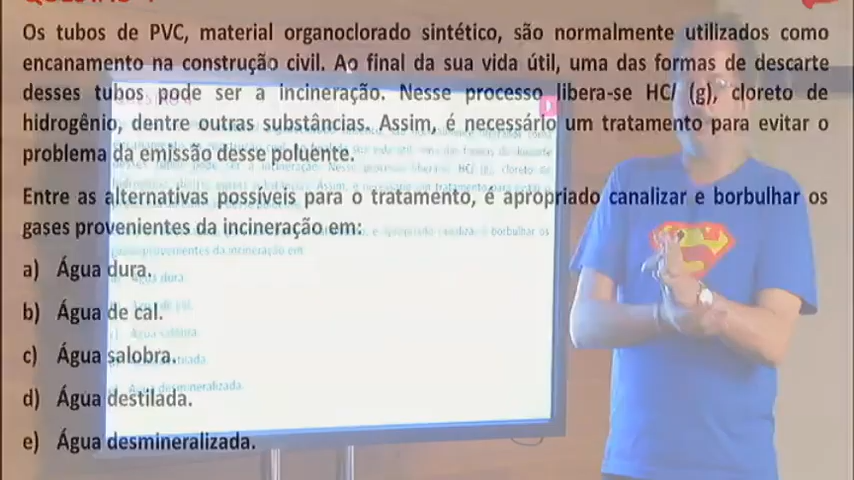 Os tubos de PVC, material organoclorado sintético, são normalmente utilizados como
encanamento na construção civil. Ao final da sua vida útil, uma das formas de descarte
desses tubos pode ser a incineração. Nesse processo libera-se HCl (g), cloreto de
hidrogênio, dentre outras substâncias. Assim, é necessário um tratamento para evitar o
problema da emissão desse poluente.
Entre as alternativas possíveis para o tratamento, é apropriado canalizar e borbulhar os
gases provenientes da incineração em:
a) Água dura.
b) Água de cal.
c) Água salobra.
d) Água destilada.
e) Água desmineralizada.